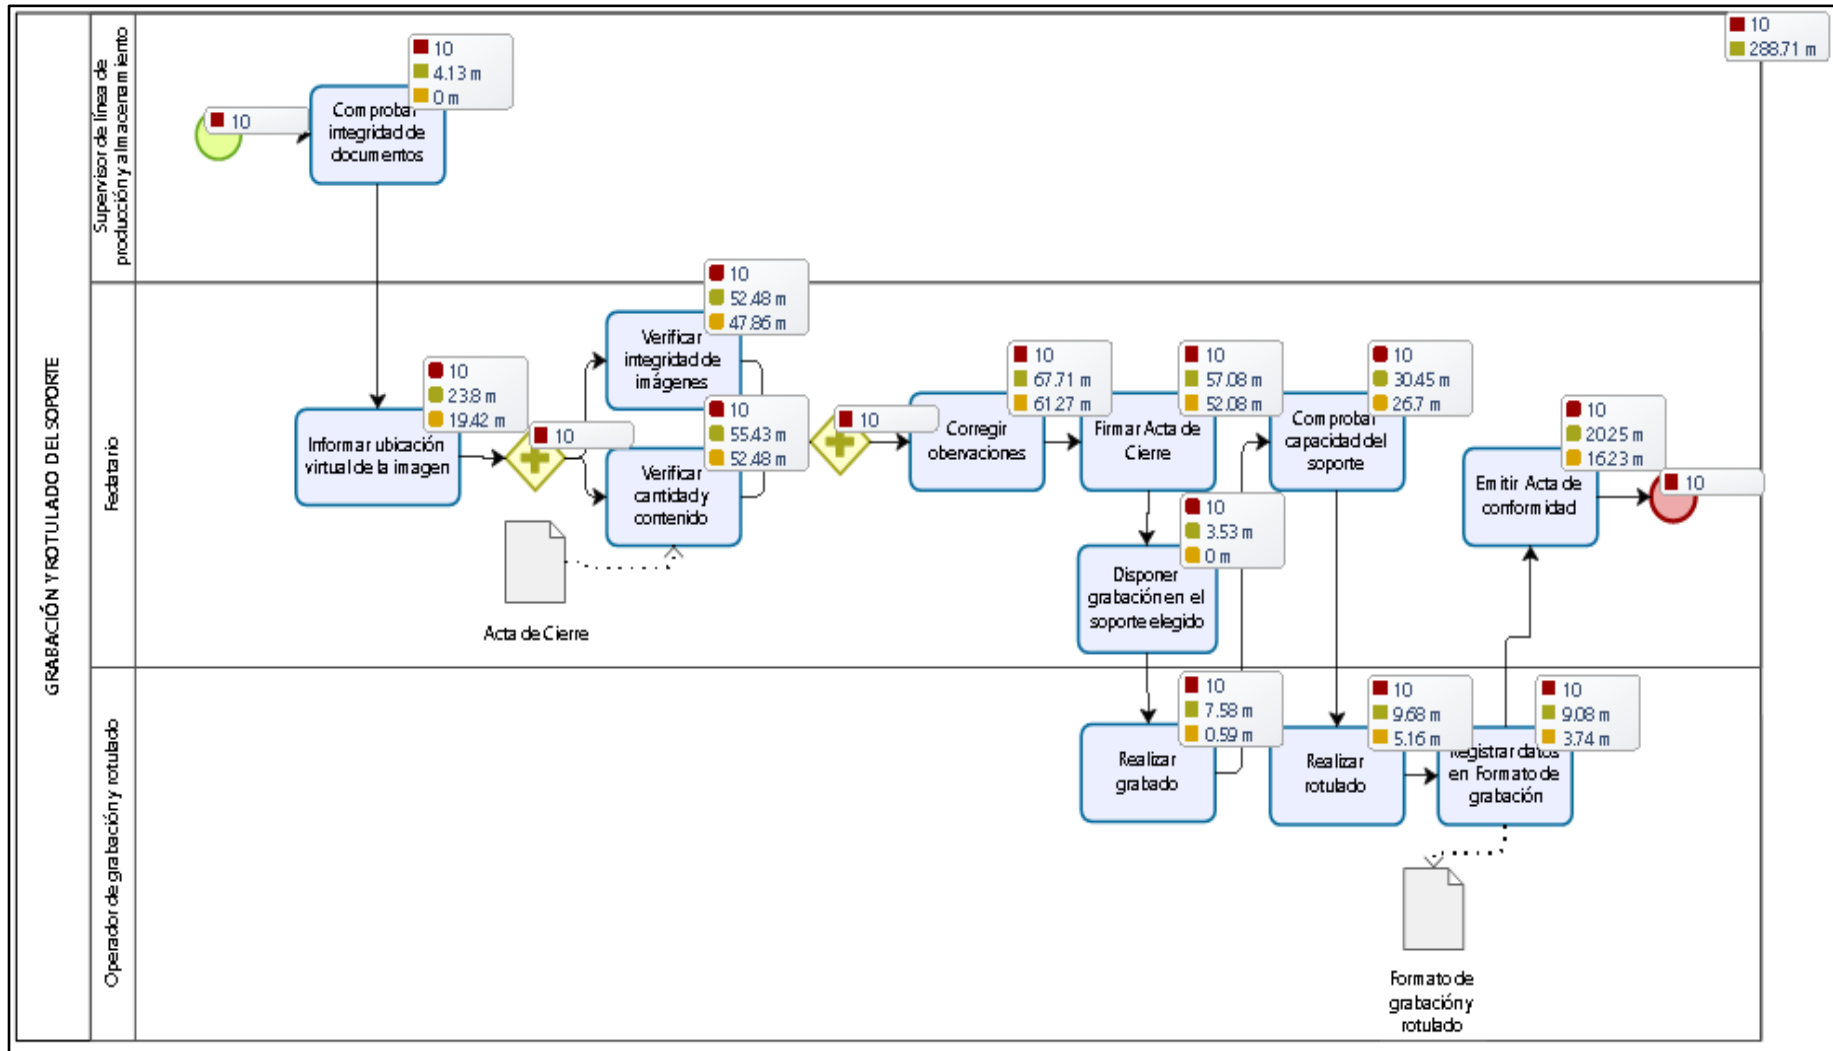 GRABACIÓN Y ROTULADO DEL SOPORTE
Supervisor de línea de
producción y almacenamiento
10
288.71 m
10
Comprobar
integridad de
documentos
10
4.13 m
0 m
Fedatario
Informar ubicación
virtual de la imagen
10
23.8 m
19.42 m
10
Verificar
integridad de
imágenes
10
52.48 m
47.86 m
Verificar
cantidad y
contenido
10
55.43 m
52.48 m
Acta de Cierre
10
Corregir
obervaciones
10
67.71 m
61.27 m
Firmar Acta de
Cierre
10
57.08 m
52.08 m
Disponer
grabación en el
soporte elegido
10
3.53 m
0 m
Comprobar
capacidad del
soporte
10
30.45 m
26.7 m
Emitir Acta de
conformidad
10
20.25 m
16.23 m
10
Operador de grabación y rotulado
Realizar
grabado
10
7.58 m
0.59 m
Realizar
rotulado
10
9.68 m
5.16 m
Registrar datos
en Formato de
grabación
10
9.08 m
3.74 m
Formato de
grabación y
rotulado